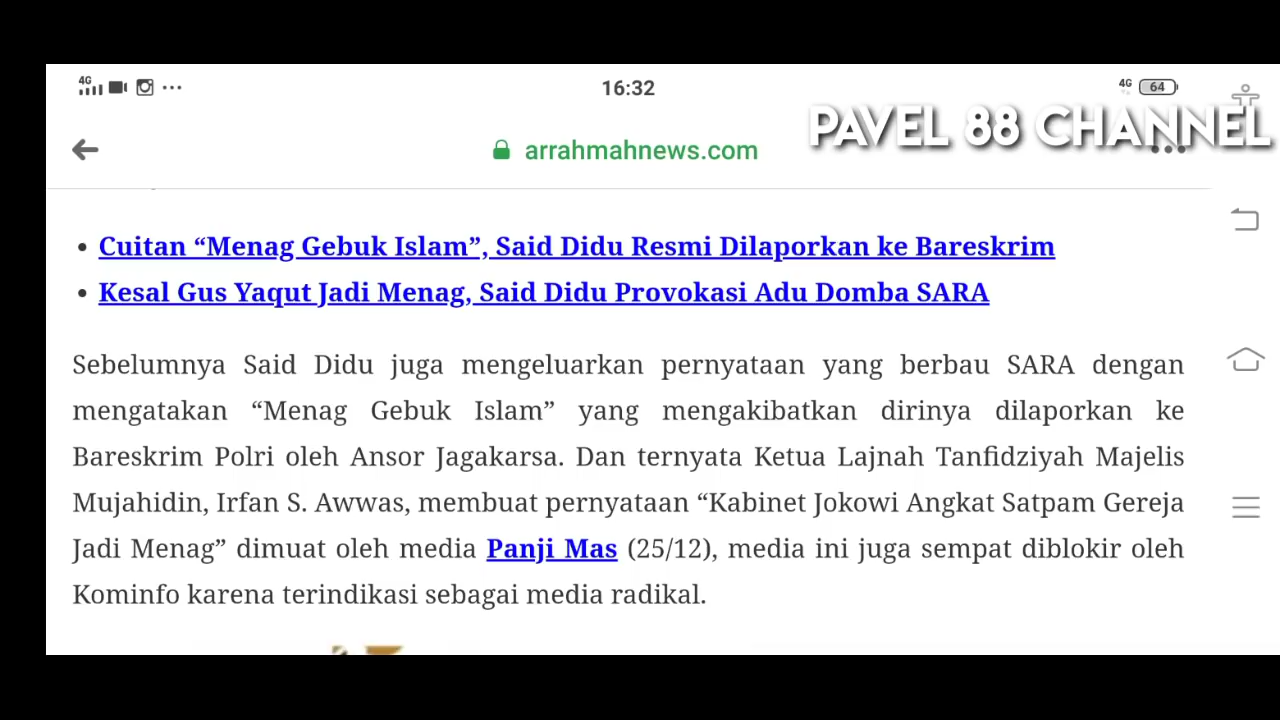 4G
16:32
4G
64
PAVEL 88 CHANNEL
arrahmahnews.com
• Cuitan “Menag Gebuk Islam”, Said Didu Resmi Dilaporkan ke Bareskrim
• Kesal Gus Yaqut Jadi Menag, Said Didu Provokasi Adu Domba SARA
Sebelumnya Said Didu juga mengeluarkan pernyataan yang berbau SARA dengan
mengatakan “Menag Gebuk Islam” yang mengakibatkan dirinya dilaporkan ke
Bareskrim Polri oleh Ansor Jagakarsa. Dan ternyata Ketua Lajnah Tanfidziyah Majelis
Mujahidin, Irfan S. Awwas, membuat pernyataan “Kabinet Jokowi Angkat Satpam Gereja
Jadi Menag” dimuat oleh media Panji Mas (25/12), media ini juga sempat diblokir oleh
Kominfo karena terindikasi sebagai media radikal.